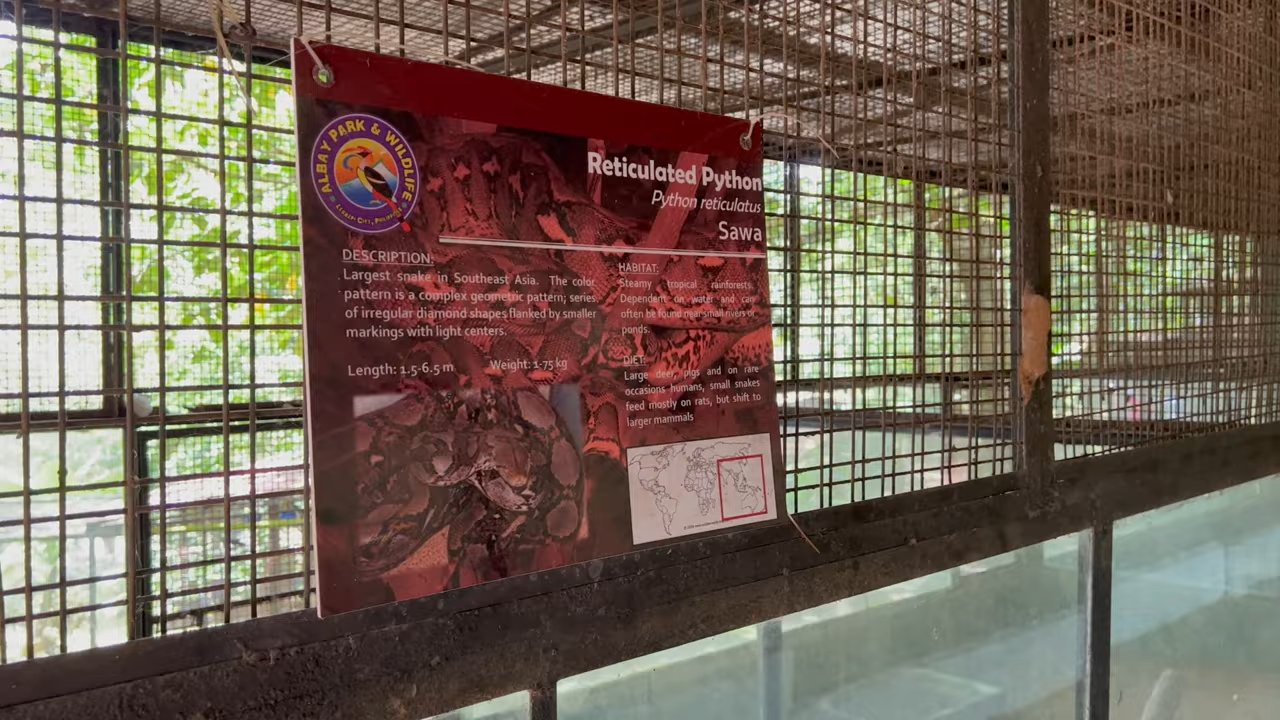 ALBAY PARK & WILDLIFE
Reticulated Python
Python reticulatus
Sawa
DESCRIPTION:
Largest snake in Southeast Asia. The color
pattern is a complex geometric pattern; series
of irregular diamond shapes flanked by smaller
markings with light centers.
Length: 1.5-6.5 m Weight: 1-75 kg
HABITAT:
Steamy tropical rainforests.
Dependent on water and can
often be found near small rivers or
ponds.
DIET:
Large deer, pigs and on rare
occasions humans, small snakes
feed mostly on rats, but shift to
larger mammals